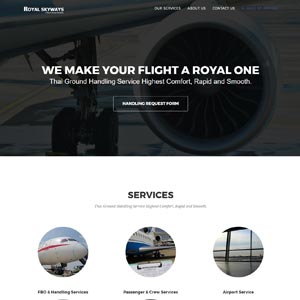 ROYAL SKYWAYS
OUR SERVICES ABOUT US CONTACT US
WE MAKE YOUR FLIGHT A ROYAL ONE
Thai Ground Handling Service Highest Comfort, Rapid and Smooth.
HANDLING REQUEST FORM
SERVICES
Thai Ground Handling Service Highest Comfort, Rapid and Smooth.
FBO & Handling Services
Passenger & Crew Services
Airport Service